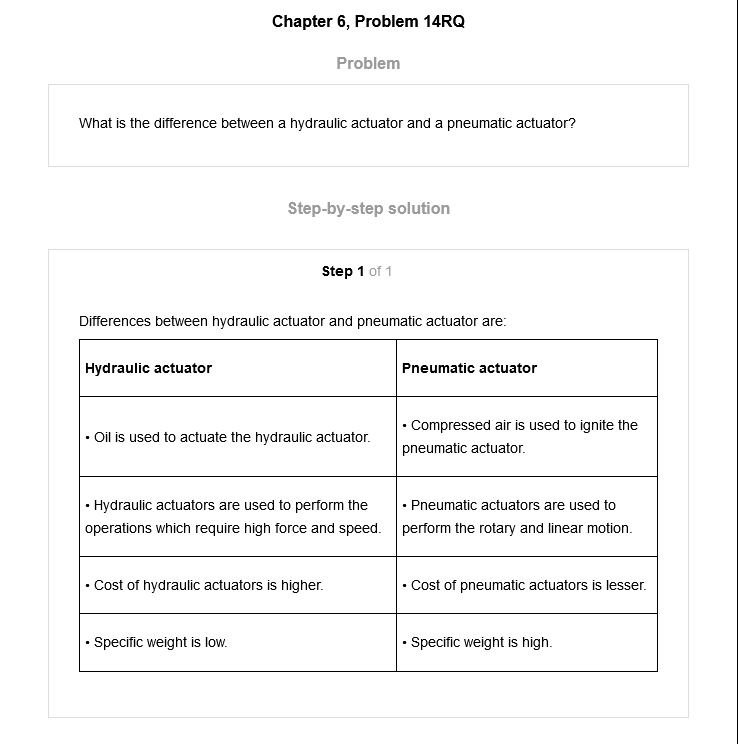 Chapter 6, Problem 14RQ
Problem
What is the difference between a hydraulic actuator and a pneumatic actuator?
Step-by-step solution
Step 1 of 1
Differences between hydraulic actuator and pneumatic actuator are:
Hydraulic actuator
Pneumatic actuator
• Oil is used to actuate the hydraulic actuator.
• Compressed air is used to ignite the
pneumatic actuator.
• Hydraulic actuators are used to perform the
operations which require high force and speed.
• Pneumatic actuators are used to
perform the rotary and linear motion.
• Cost of hydraulic actuators is higher.
• Cost of pneumatic actuators is lesser.
• Specific weight is low.
• Specific weight is high.